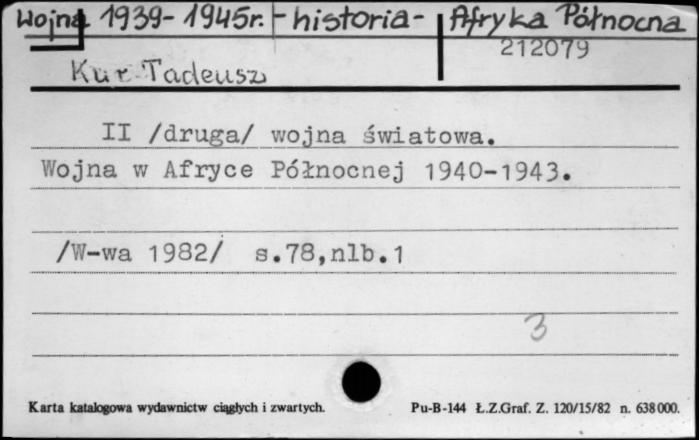 Wojna 1939-1945r. - historia - Afryka Północna
212079
Kur Tadeusz
II /druga/ wojna światowa.
Wojna w Afryce Północnej 1940-1943.
/W-wa 1982/ s.78,nlb.1
3
Karta katalogowa wydawnictw ciągłych i zwartych. Pu-B-144 Ł.Z.Graf. Z. 120/15/82 n. 638000.